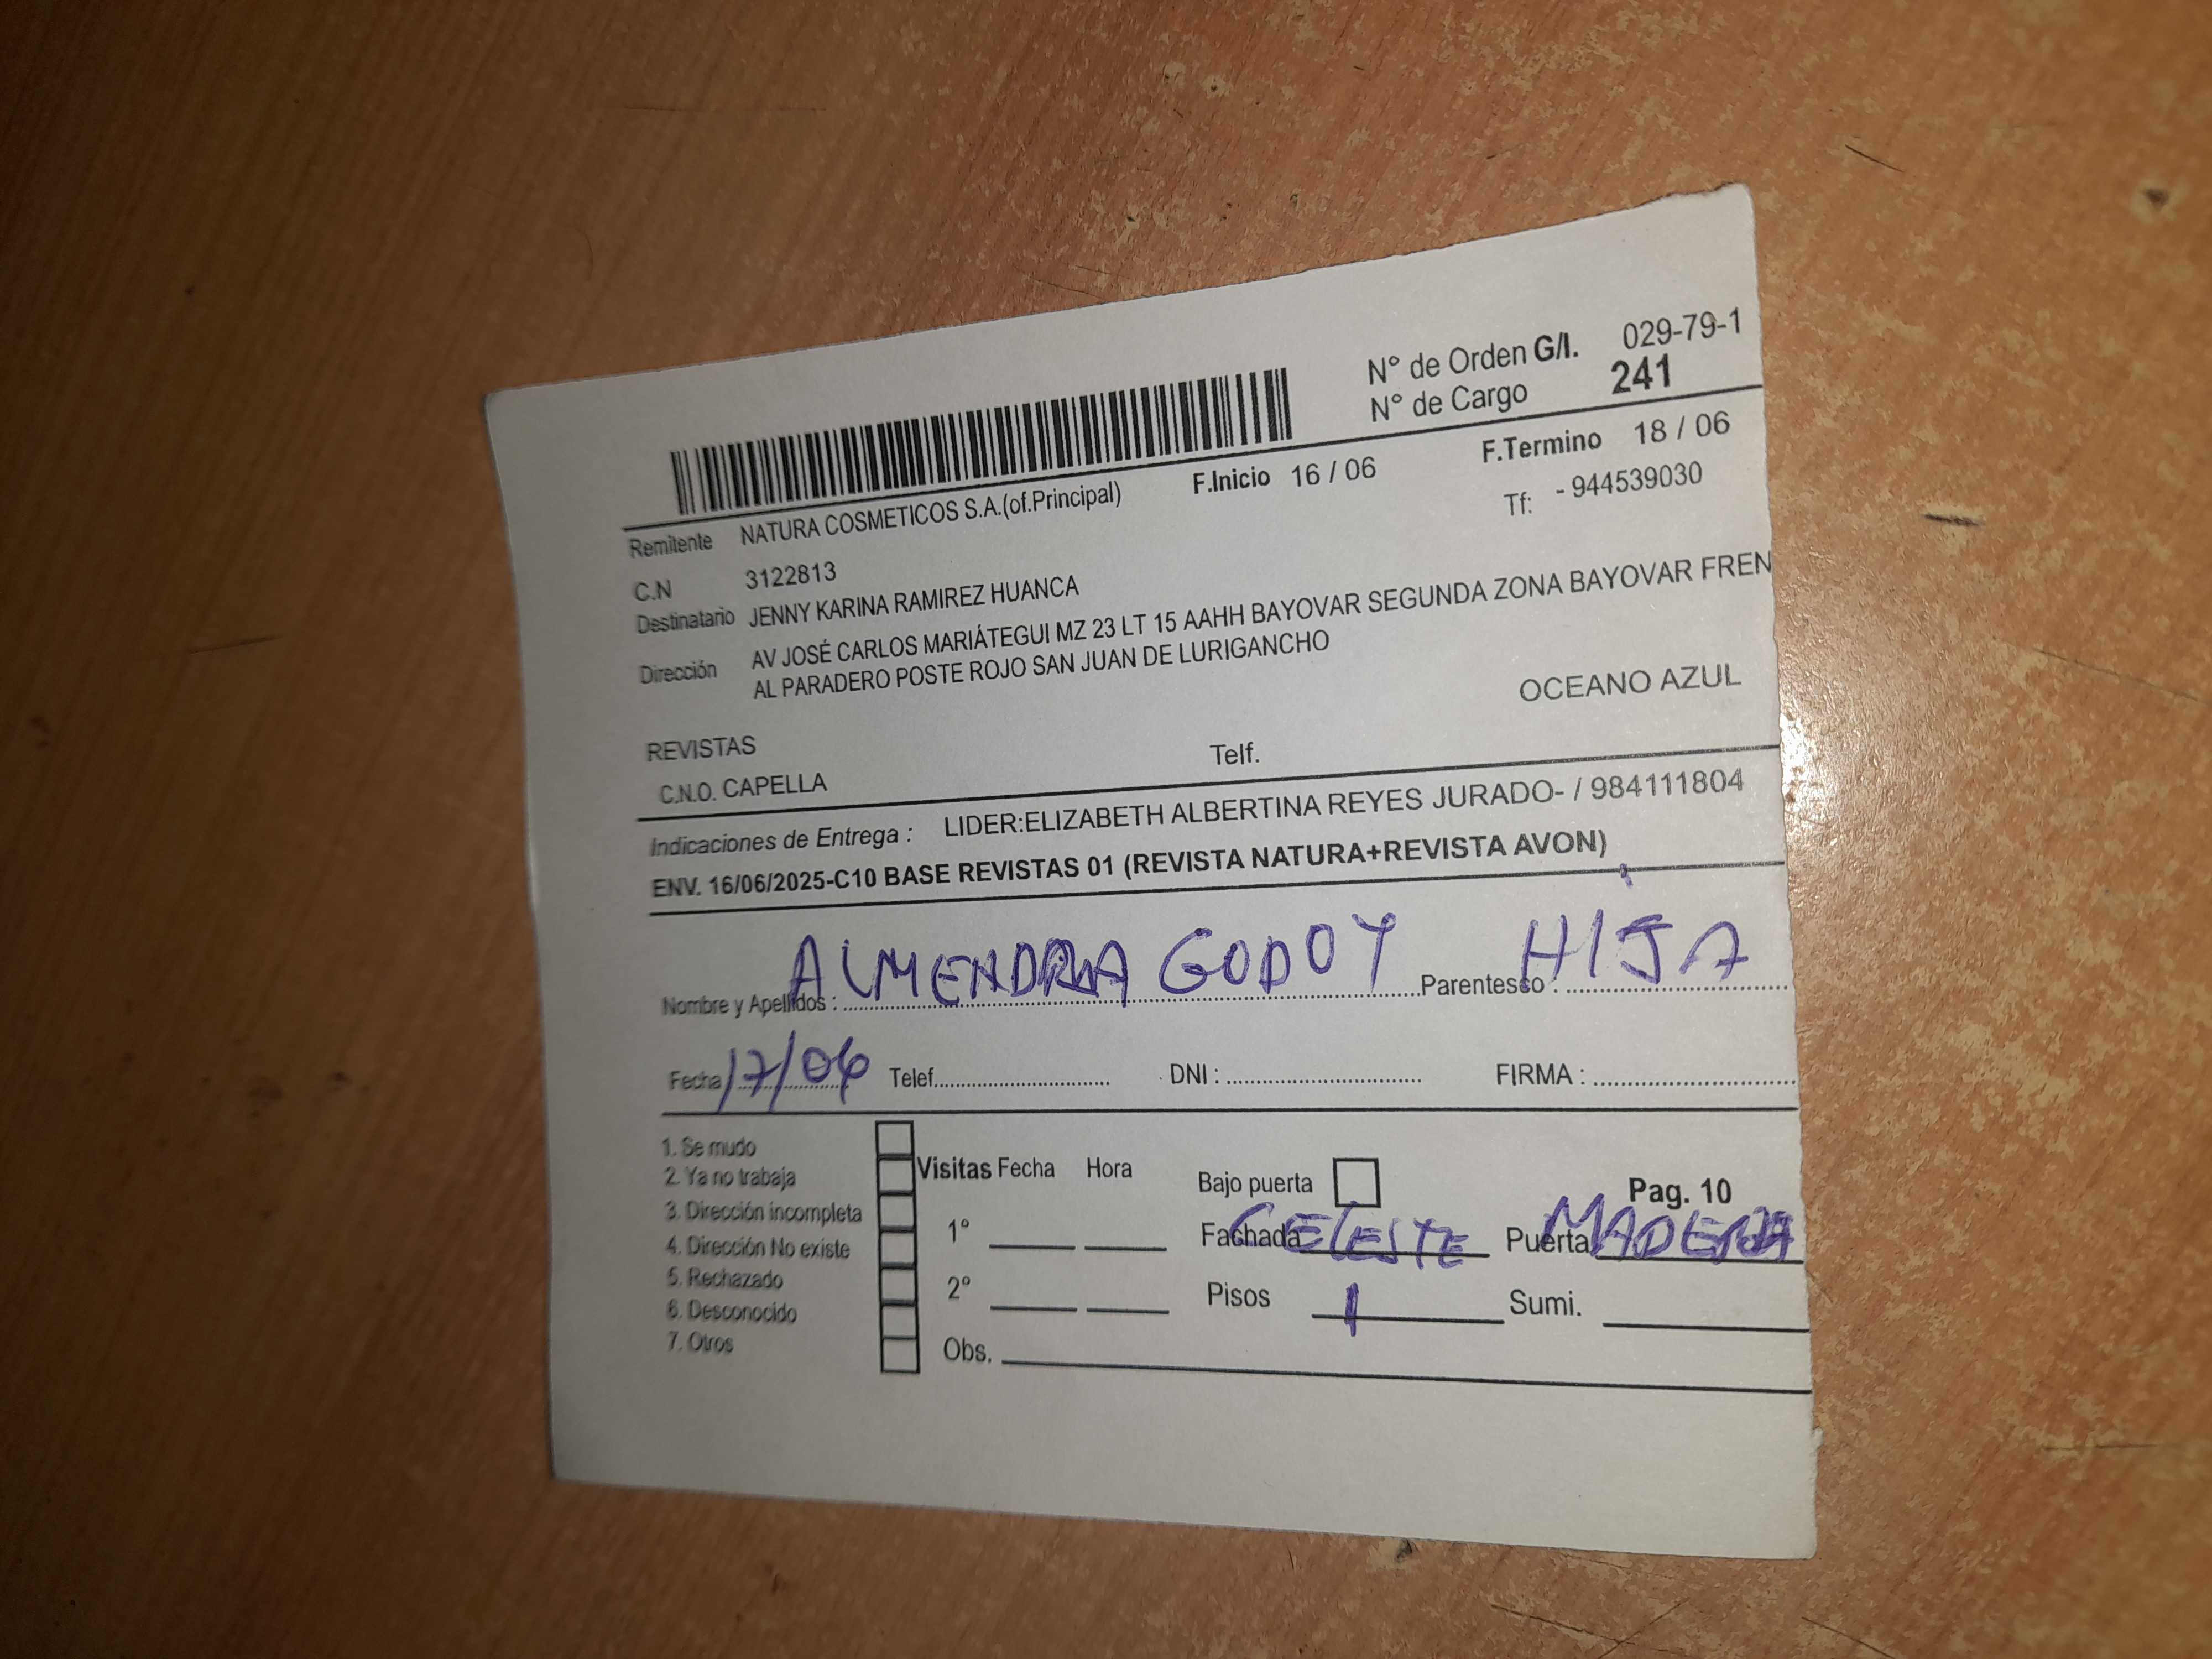 N° de Orden G/I. 029-79-1
N° de Cargo 241
F.Inicio 16 / 06 F.Termino 18 / 06
Remitente NATURA COSMETICOS S.A.(of.Principal) Tf: - 944539030
C.N 3122813
Destinatario JENNY KARINA RAMIREZ HUANCA
Dirección AV JOSÉ CARLOS MARIÁTEGUI MZ 23 LT 15 AAHH BAYOVAR SEGUNDA ZONA BAYOVAR FREN
AL PARADERO POSTE ROJO SAN JUAN DE LURIGANCHO
OCEANO AZUL
REVISTAS
C.N.O. CAPELLA Telf.
Indicaciones de Entrega : LIDER:ELIZABETH ALBERTINA REYES JURADO- / 984111804
ENV. 16/06/2025-C10 BASE REVISTAS 01 (REVISTA NATURA+REVISTA AVON)
Nombre y Apellidos : ALMENDRA GODOY Parentesco : HIJA
Fecha 17/06 Telef. DNI : FIRMA :
1. Se mudo
2. Ya no trabaja
3. Dirección incompleta
4. Dirección No existe
5. Rechazado
6. Desconocido
7. Otros
Visitas Fecha Hora
1°
2°
Obs.
Bajo puerta Pag. 10
Fachada CELESTE Puerta MADERA
Pisos 1 Sumi.